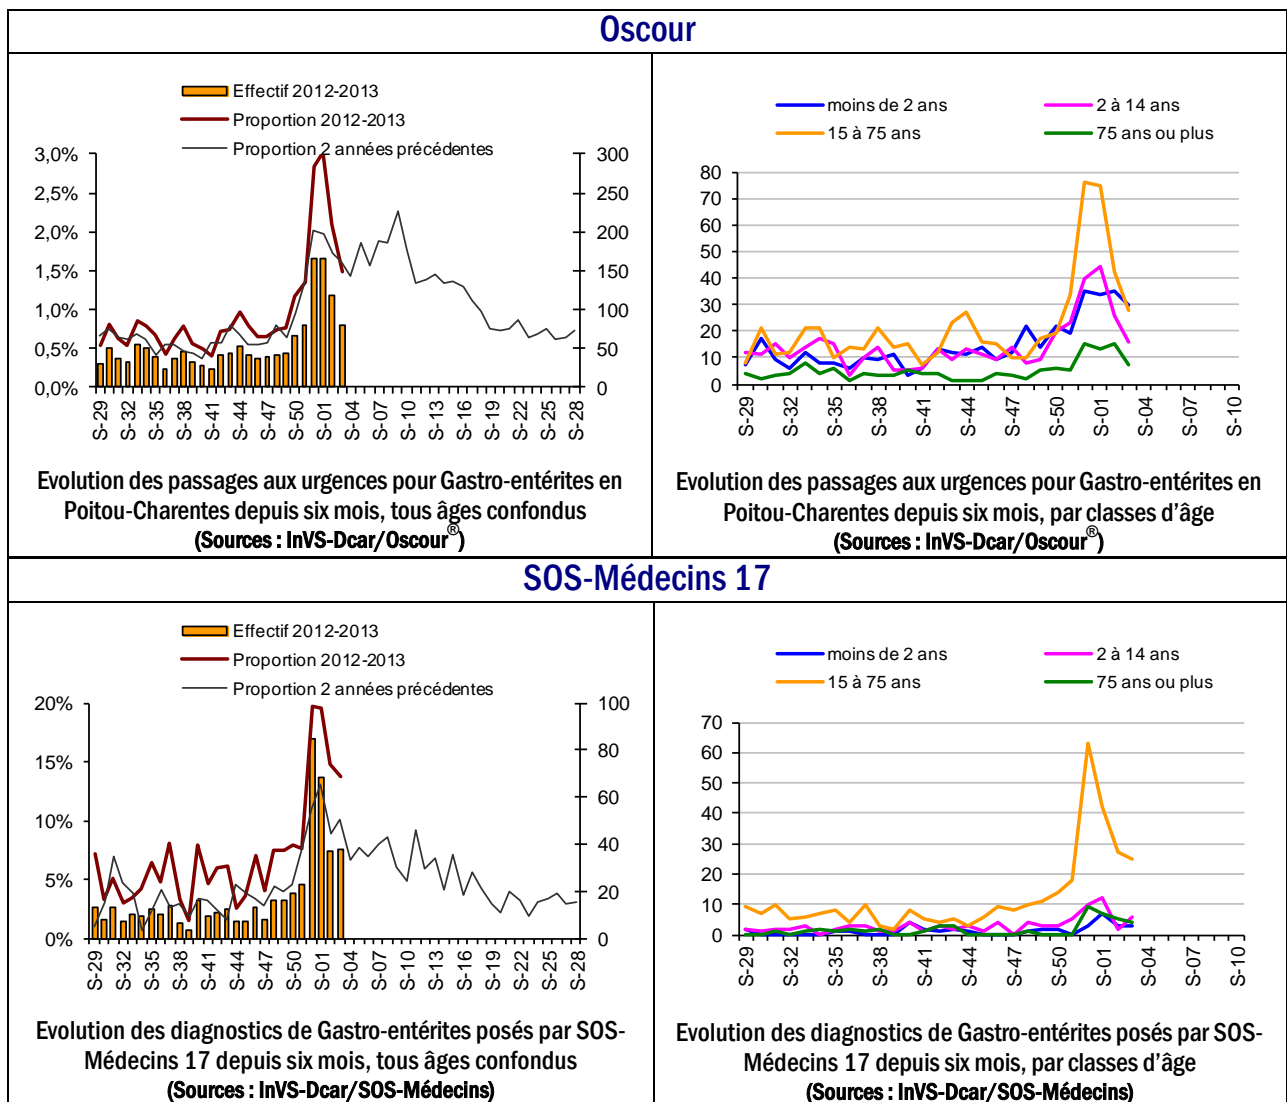 Oscour
Effectif 2012-2013
Proportion 2012-2013
Proportion 2 années précédentes
3,0%
2,5%
2,0%
1,5%
1,0%
0,5%
0,0%
300
250
200
150
100
50
0
S-29
S-32
S-35
S-38
S-41
S-44
S-47
S-50
S-01
S-04
S-07
S-10
S-13
S-16
S-19
S-22
S-25
S-28
Evolution des passages aux urgences pour Gastro-entérites en
Poitou-Charentes depuis six mois, tous âges confondus
(Sources : InVS-Dcar/Oscour®)
moins de 2 ans
2 à 14 ans
15 à 75 ans
75 ans ou plus
80
70
60
50
40
30
20
10
0
S-29
S-32
S-35
S-38
S-41
S-44
S-47
S-50
S-01
S-04
S-07
S-10
Evolution des passages aux urgences pour Gastro-entérites en
Poitou-Charentes depuis six mois, par classes d’âge
(Sources : InVS-Dcar/Oscour®)
SOS-Médecins 17
Effectif 2012-2013
Proportion 2012-2013
Proportion 2 années précédentes
20%
15%
10%
5%
0%
100
80
60
40
20
0
S-29
S-32
S-35
S-38
S-41
S-44
S-47
S-50
S-01
S-04
S-07
S-10
S-13
S-16
S-19
S-22
S-25
S-28
Evolution des diagnostics de Gastro-entérites posés par SOS-
Médecins 17 depuis six mois, tous âges confondus
(Sources : InVS-Dcar/SOS-Médecins)
moins de 2 ans
2 à 14 ans
15 à 75 ans
75 ans ou plus
70
60
50
40
30
20
10
0
S-29
S-32
S-35
S-38
S-41
S-44
S-47
S-50
S-01
S-04
S-07
S-10
Evolution des diagnostics de Gastro-entérites posés par SOS-
Médecins 17 depuis six mois, par classes d’âge
(Sources : InVS-Dcar/SOS-Médecins)